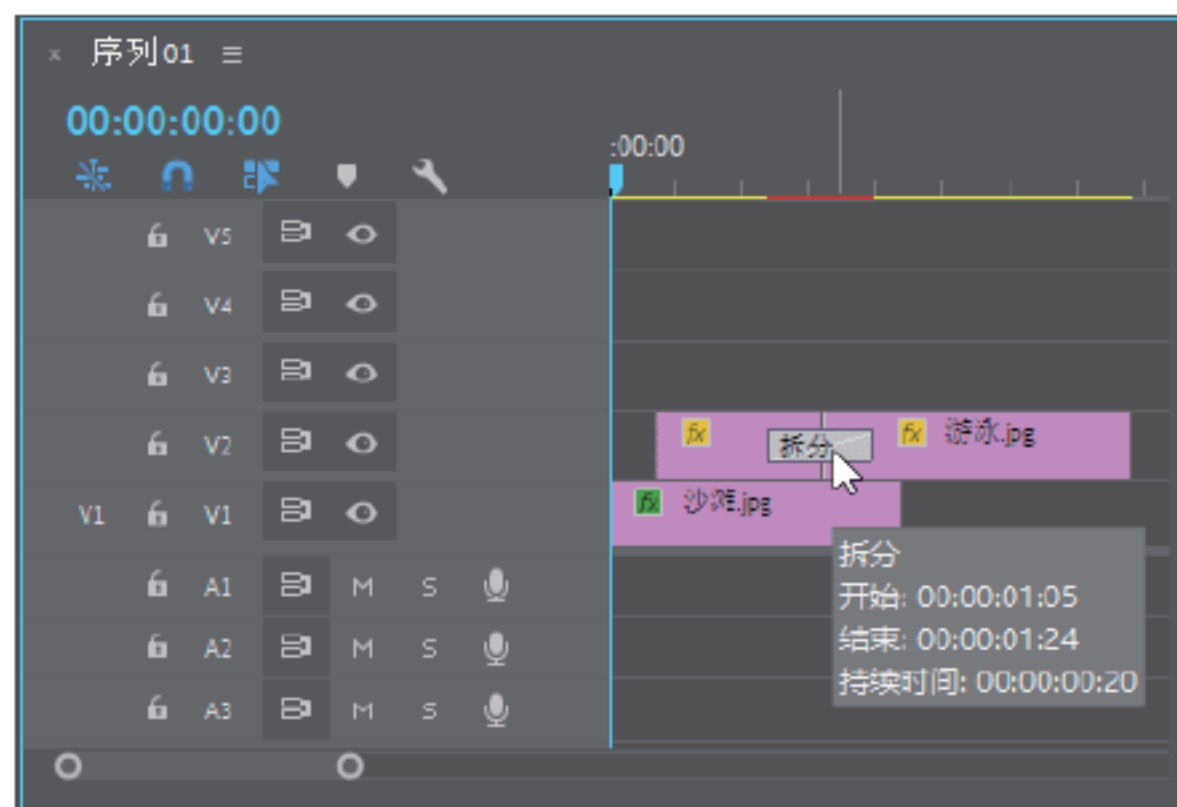 × 序列01 ≡
00:00:00:00
:00:00
V5
V4
V3
V2 fx 拆分 fx 游泳.jpg
V1 V1 fx 沙滩.jpg
拆分
开始: 00:00:01:05
结束: 00:00:01:24
持续时间: 00:00:00:20
A1 M S
A2 M S
A3 M S